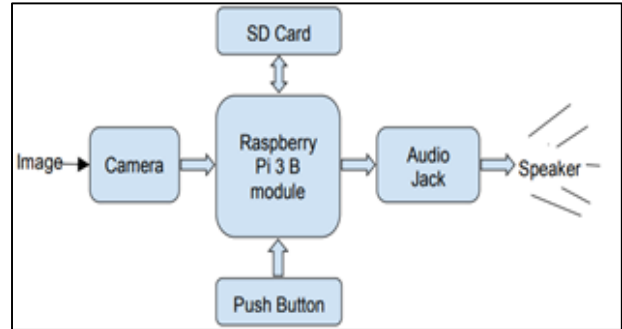 SD Card
Image
Camera
Raspberry
Pi 3 B
module
Audio
Jack
Speaker
Push Button